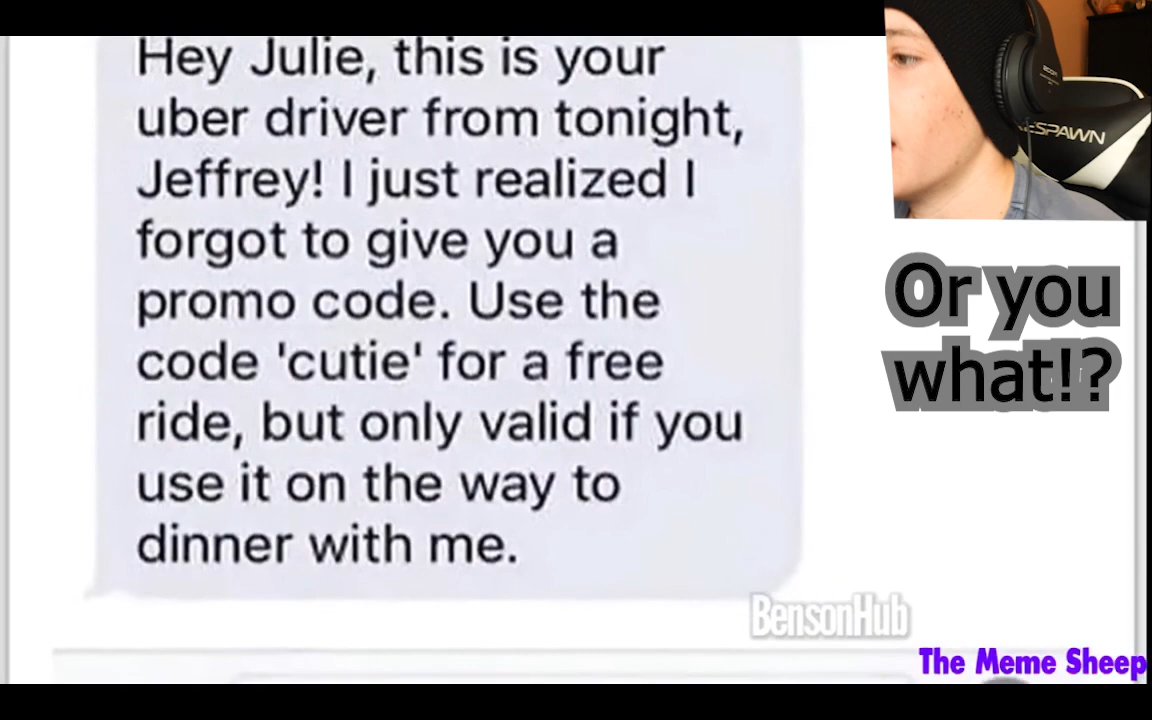 Hey Julie, this is your
uber driver from tonight,
Jeffrey! I just realized I
forgot to give you a
promo code. Use the
code 'cutie' for a free
ride, but only valid if you
use it on the way to
dinner with me.
BensonHub
Or you
what!?
The Meme Sheep
ESPAWN